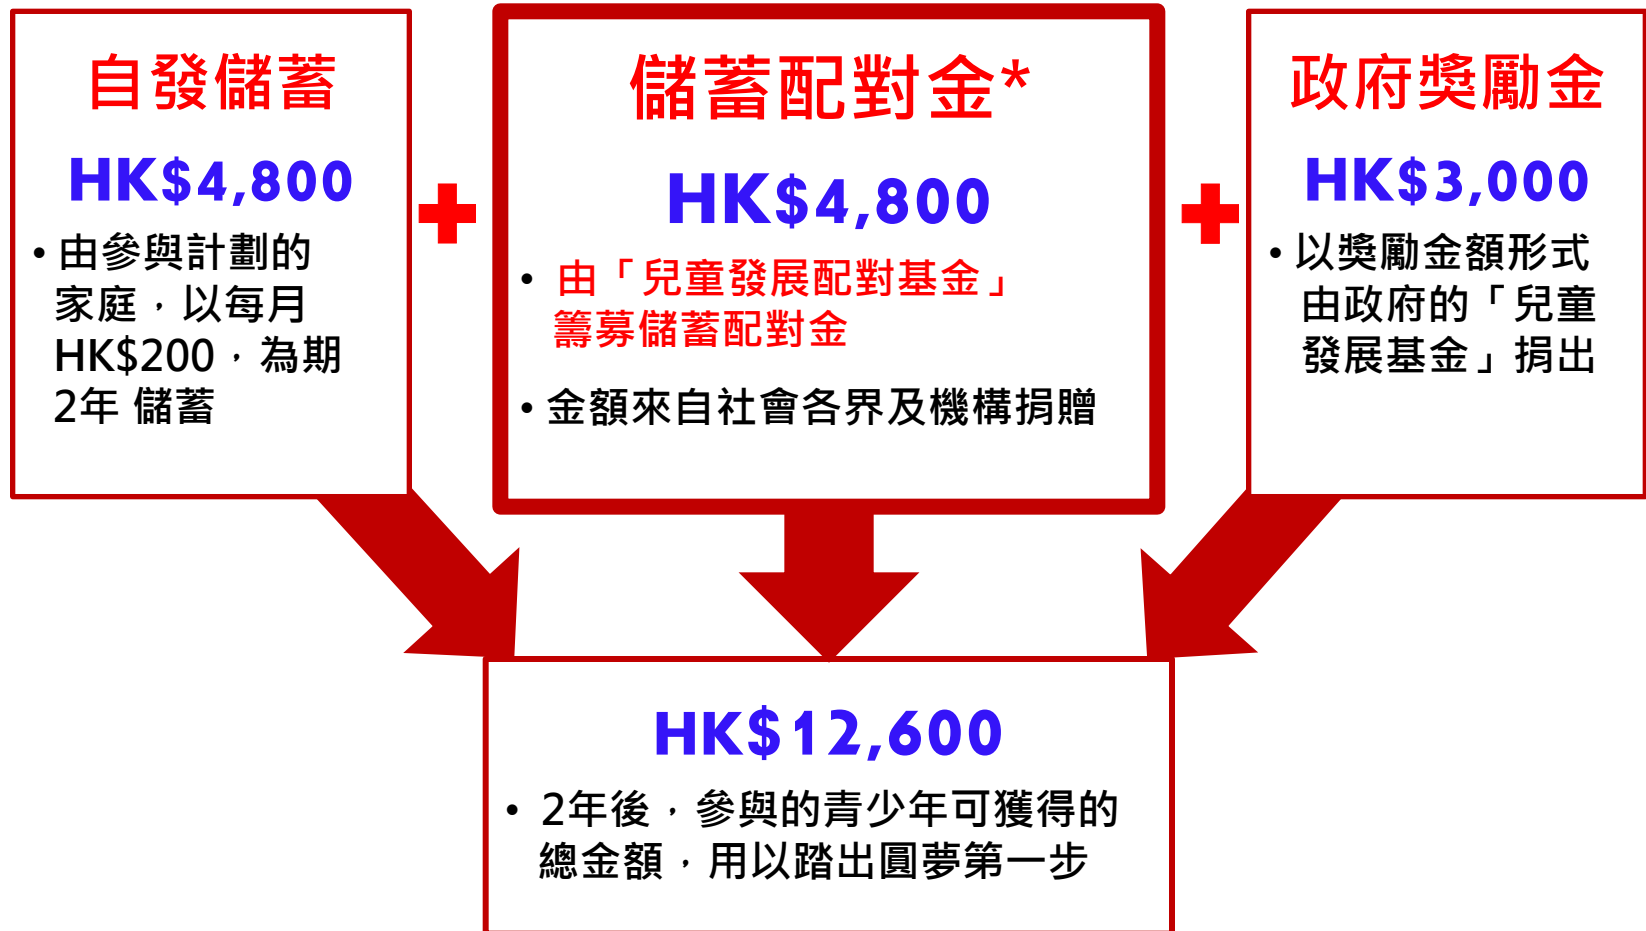 自發儲蓄
HK$4,800
• 由參與計劃的
家庭，以每月
HK$200，為期
2年 儲蓄
儲蓄配對金*
HK$4,800
• 由「兒童發展配對基金」
籌募儲蓄配對金
• 金額來自社會各界及機構捐贈
政府獎勵金
HK$3,000
• 以獎勵金額形式
由政府的「兒童
發展基金」捐出
HK$12,600
• 2年後，參與的青少年可獲得的
總金額，用以踏出圓夢第一步